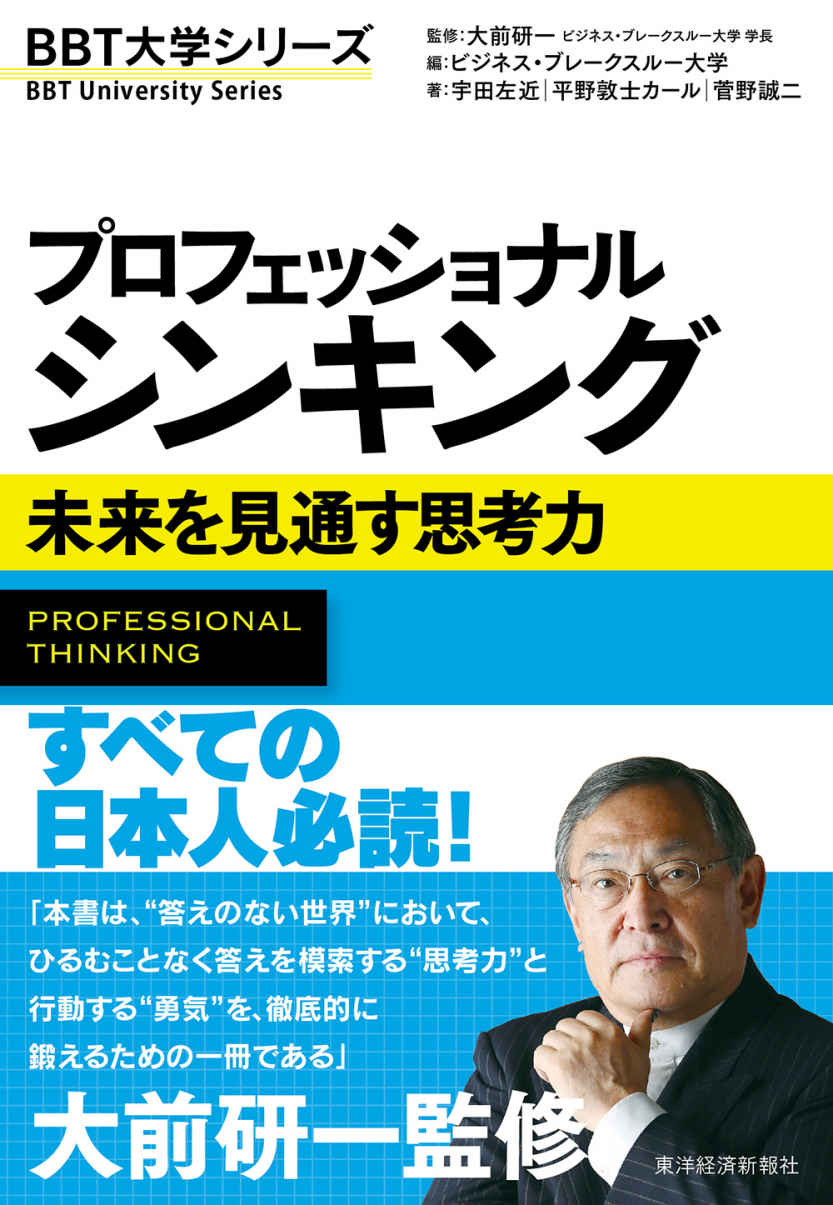 BBT大学シリーズ
BBT University Series
監修：大前研一 ビジネス・ブレークスルー大学 学長
編：ビジネス・ブレークスルー大学
著：宇田左近｜平野敦士カール｜菅野誠二
プロフェッショナル
シンキング
未来を見通す思考力
PROFESSIONAL
THINKING
すべての
日本人必読！
「本書は、“答えのない世界”において、
ひるむことなく答えを模索する“思考力”と
行動する“勇気”を、徹底的に
鍛えるための一冊である」
大前研一監修
東洋経済新報社